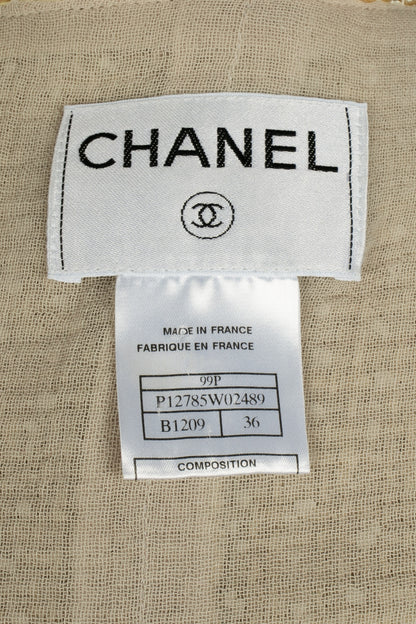 CHANEL
MADE IN FRANCE
FABRIQUE EN FRANCE
99P
P12785W02489
B1209 36
COMPOSITION